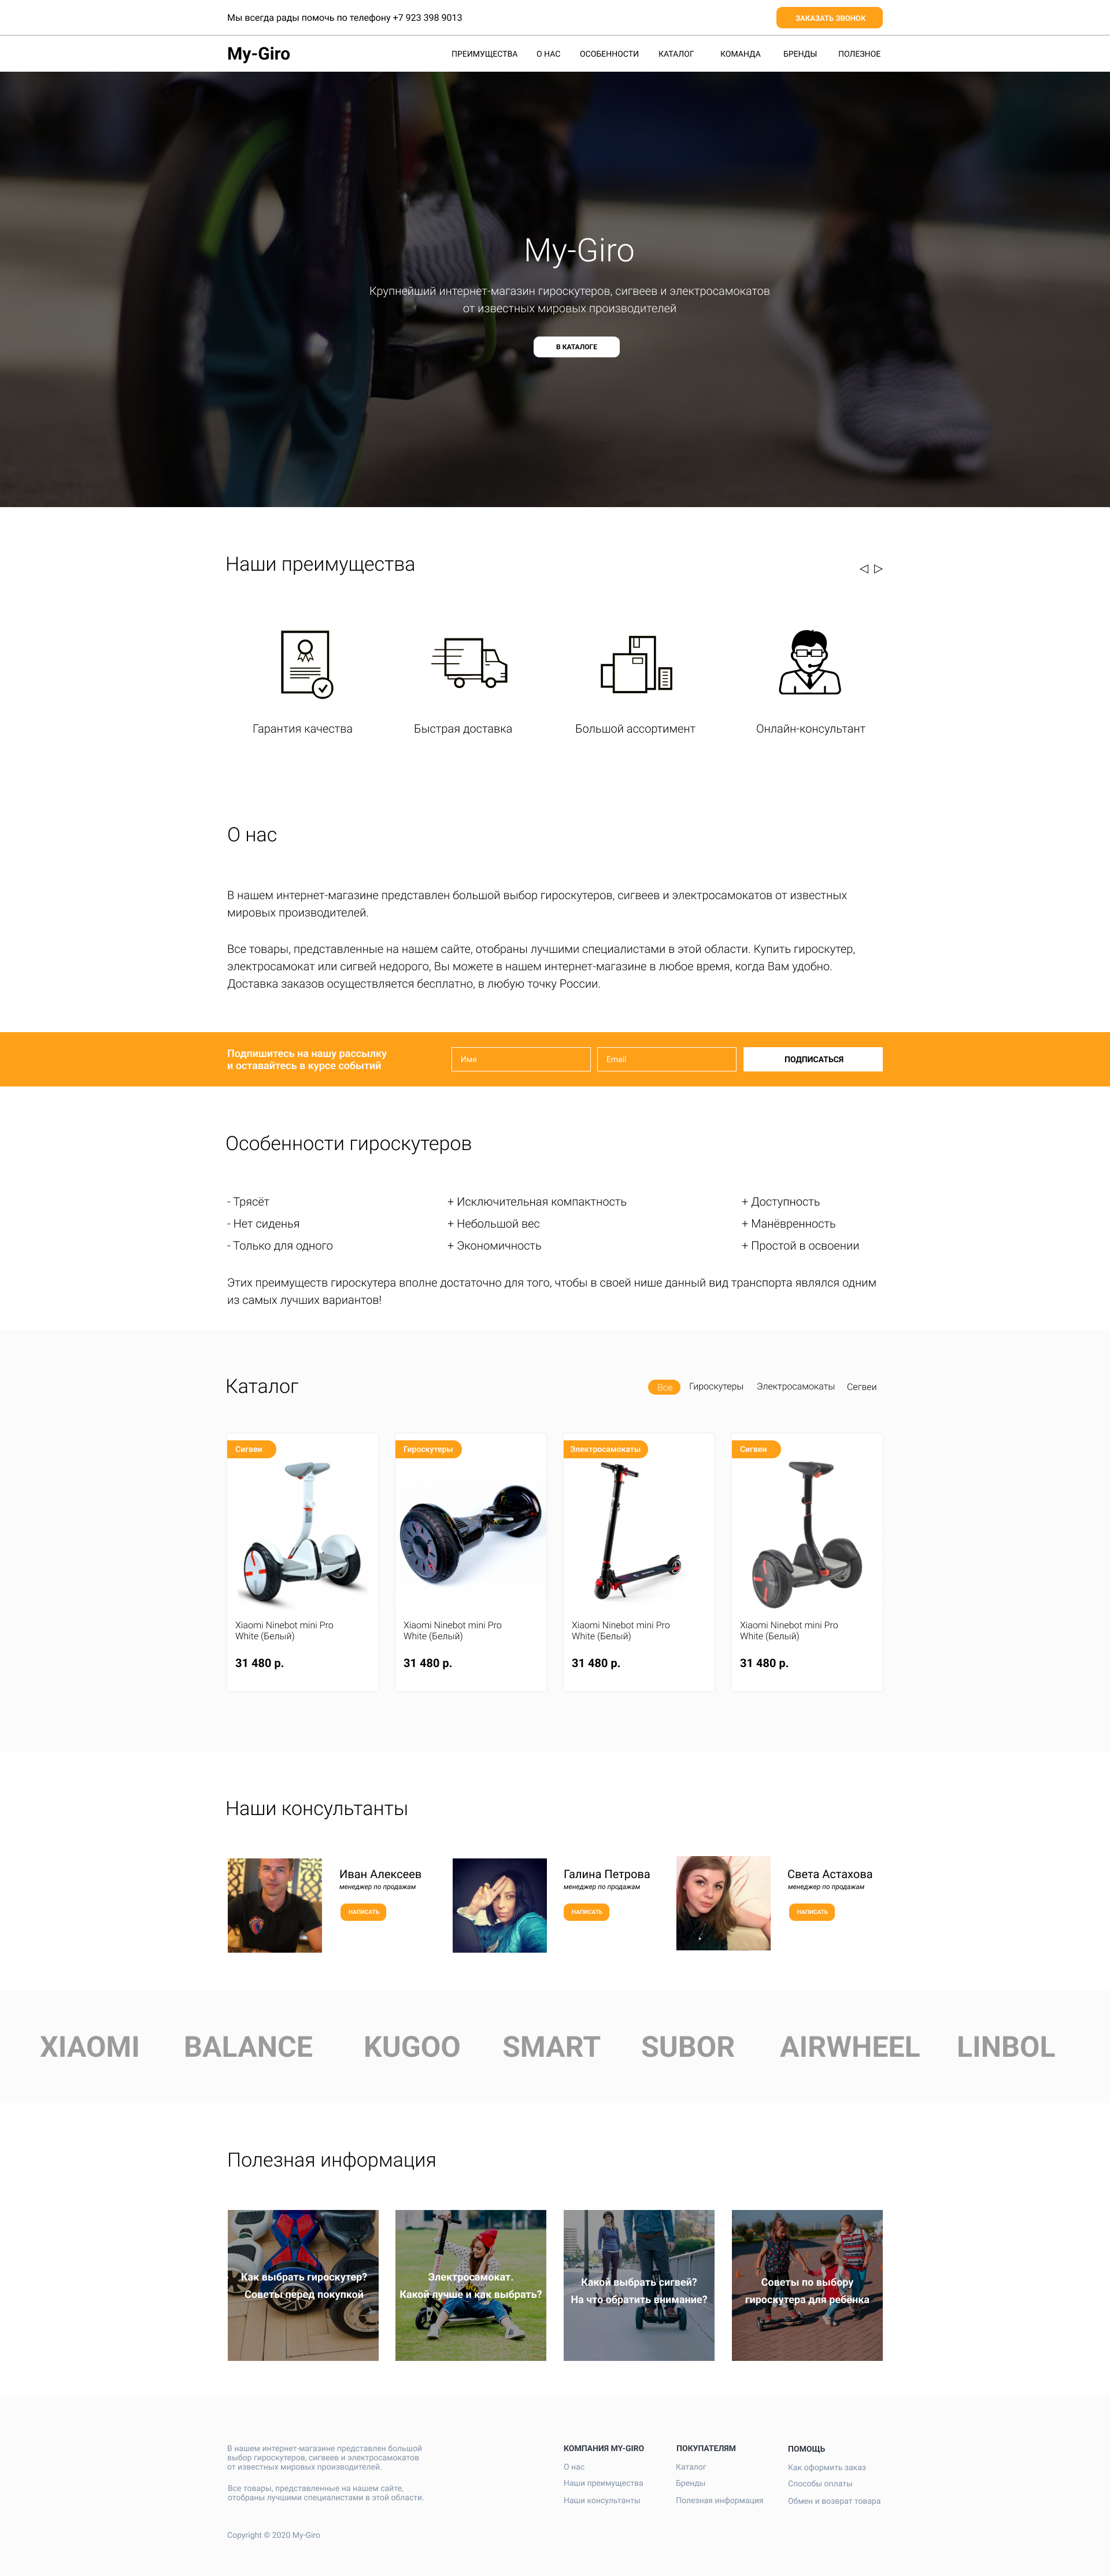 Мы всегда рады помочь по телефону +7 923 398 9013
ЗАКАЗАТЬ ЗВОНОК
My-Giro
ПРЕИМУЩЕСТВА О НАС ОСОБЕННОСТИ КАТАЛОГ КОМАНДА БРЕНДЫ ПОЛЕЗНОЕ
My-Giro
Крупнейший интернет-магазин гироскутеров, сигвеев и электросамокатов
от известных мировых производителей
В КАТАЛОГЕ
Наши преимущества
Гарантия качества
Быстрая доставка
Большой ассортимент
Онлайн-консультант
О нас
В нашем интернет-магазине представлен большой выбор гироскутеров, сигвеев и электросамокатов от известных
мировых производителей.
Все товары, представленные на нашем сайте, отобраны лучшими специалистами в этой области. Купить гироскутер,
электросамокат или сигвей недорого, Вы можете в нашем интернет-магазине в любое время, когда Вам удобно.
Доставка заказов осуществляется бесплатно, в любую точку России.
Подпишитесь на нашу рассылку
и оставайтесь в курсе событий
Имя
Email
ПОДПИСАТЬСЯ
Особенности гироскутеров
- Трясёт
- Нет сиденья
- Только для одного
+ Исключительная компактность
+ Небольшой вес
+ Экономичность
+ Доступность
+ Манёвренность
+ Простой в освоении
Этих преимуществ гироскутера вполне достаточно для того, чтобы в своей нише данный вид транспорта являлся одним
из самых лучших вариантов!
Каталог
Все Гироскутеры Электросамокаты Сегвеи
Сигвеи
Xiaomi Ninebot mini Pro
White (Белый)
31 480 р.
Гироскутеры
Xiaomi Ninebot mini Pro
White (Белый)
31 480 р.
Электросамокаты
Xiaomi Ninebot mini Pro
White (Белый)
31 480 р.
Сигвеи
Xiaomi Ninebot mini Pro
White (Белый)
31 480 р.
Наши консультанты
Иван Алексеев
менеджер по продажам
НАПИСАТЬ
Галина Петрова
менеджер по продажам
НАПИСАТЬ
Света Астахова
менеджер по продажам
НАПИСАТЬ
XIAOMI BALANCE KUGOO SMART SUBOR AIRWHEEL LINBOL
Полезная информация
Как выбрать гироскутер?
Советы перед покупкой
Электросамокат.
Какой лучше и как выбрать?
Какой выбрать сигвей?
На что обратить внимание?
Советы по выбору
гироскутера для ребёнка
В нашем интернет-магазине представлен большой
выбор гироскутеров, сигвеев и электросамокатов
от известных мировых производителей.
Все товары, представленные на нашем сайте,
отобраны лучшими специалистами в этой области.
Copyright © 2020 My-Giro
КОМПАНИЯ MY-GIRO
О нас
Наши преимущества
Наши консультанты
ПОКУПАТЕЛЯМ
Каталог
Бренды
Полезная информация
ПОМОЩЬ
Как оформить заказ
Способы оплаты
Обмен и возврат товара